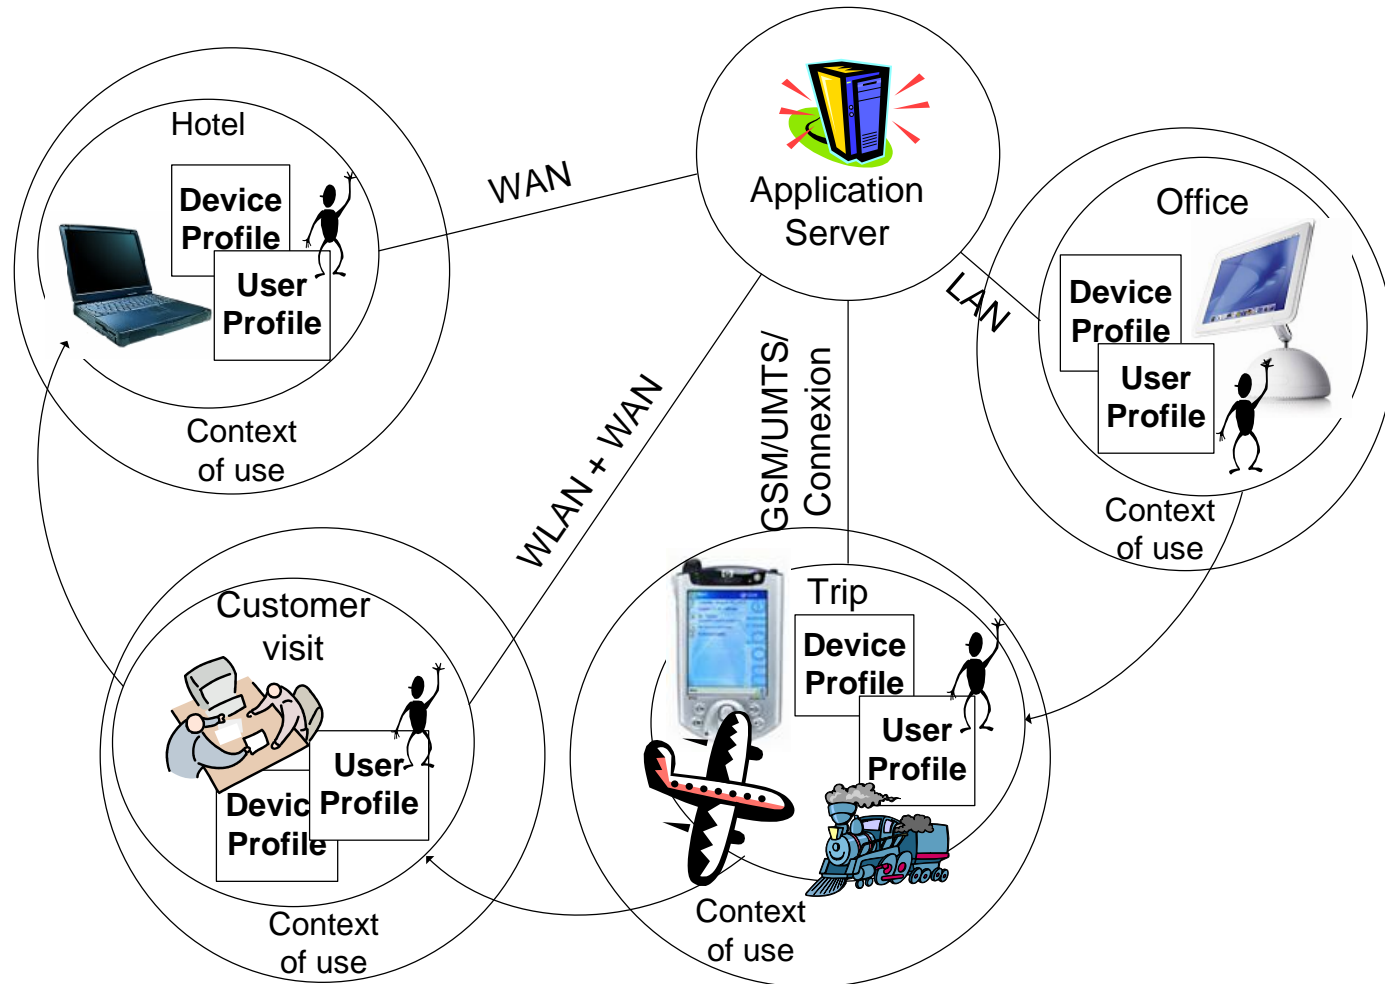 Application
Server
Hotel
Device
Profile
User
Profile
Context
of use
WAN
Office
Device
Profile
User
Profile
Context
of use
LAN
WLAN + WAN
GSM/UMTS/
Connexion
Customer
visit
User
Profile
Devic
Profile
Context
of use
Trip
Device
Profile
User
Profile
Context
of use
mobile